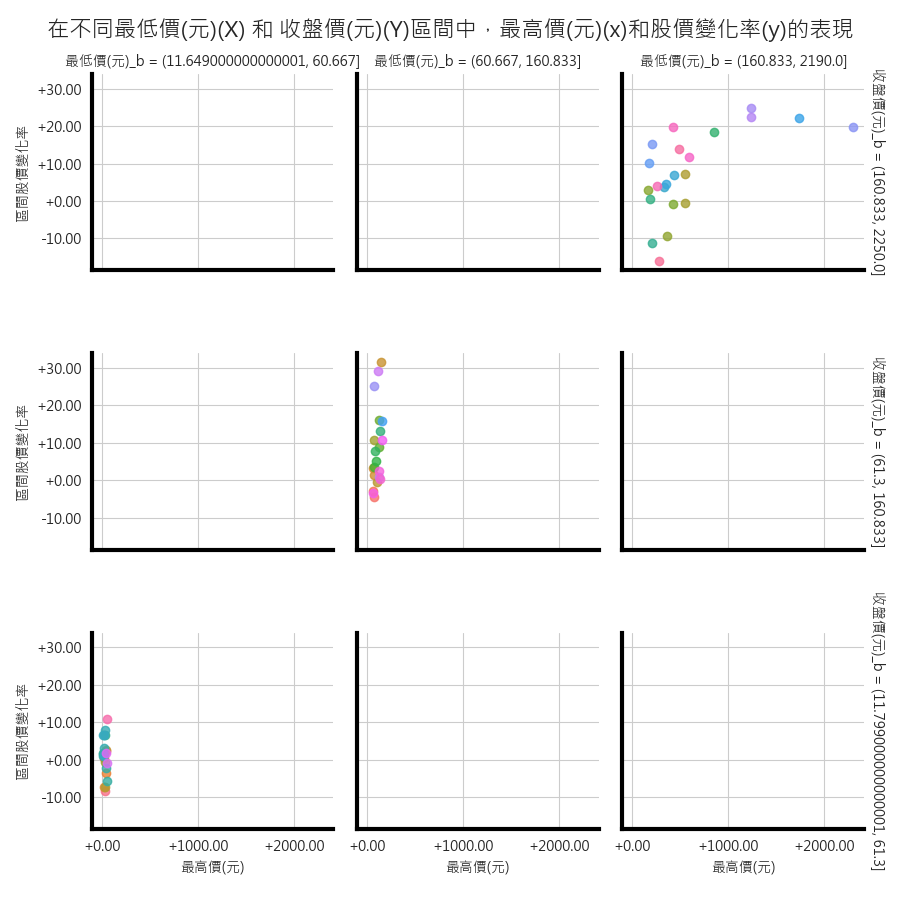 在不同最低價(元)(X) 和 收盤價(元)(Y)區間中，最高價(元)(x)和股價變化率(y)的表現
最低價(元)_b = (11.649000000000001, 60.667]
最低價(元)_b = (60.667, 160.833]
最低價(元)_b = (160.833, 2190.0]
區間股價變化率
+30.00
+20.00
+10.00
+0.00
-10.00
收盤價(元)_b = (160.833, 2250.0]
區間股價變化率
+30.00
+20.00
+10.00
+0.00
-10.00
收盤價(元)_b = (61.3, 160.833]
區間股價變化率
+30.00
+20.00
+10.00
+0.00
-10.00
收盤價(元)_b = (11.799000000000001, 61.3]
+0.00
+1000.00
+2000.00
+0.00
+1000.00
+2000.00
+0.00
+1000.00
+2000.00
最高價(元)
最高價(元)
最高價(元)